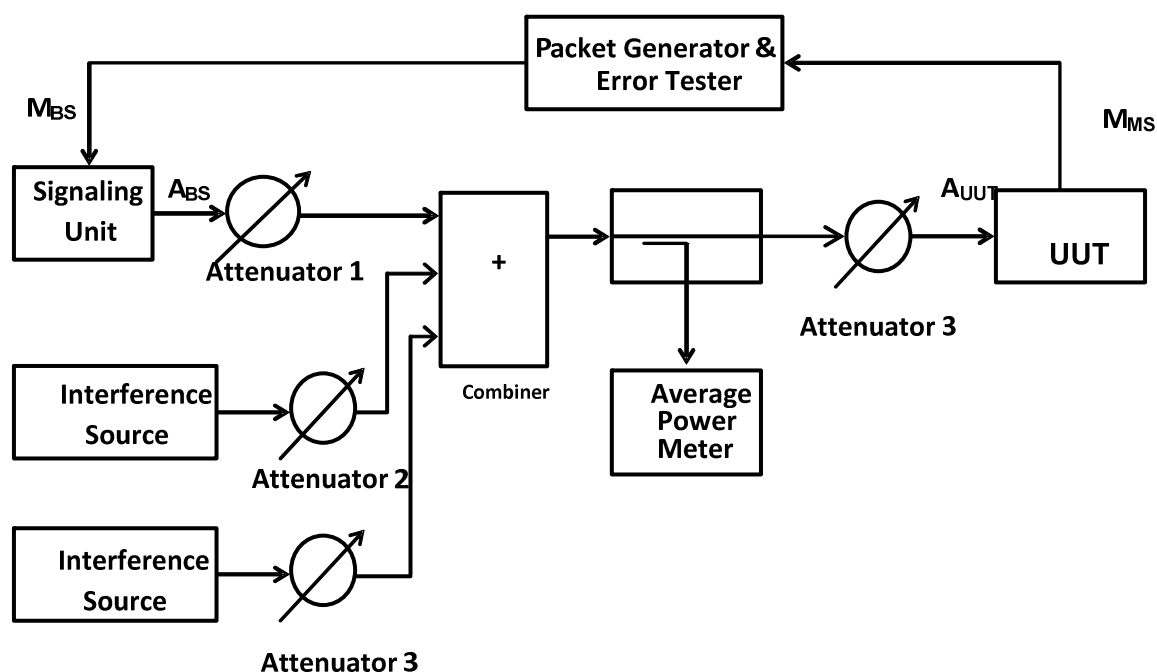 Packet Generator &
Error Tester
MBS
MMS
Signaling
Unit
ABS
Attenuator 1
+
Combiner
AUUT
UUT
Attenuator 3
Interference
Source
Attenuator 2
Average
Power
Meter
Interference
Source
Attenuator 3